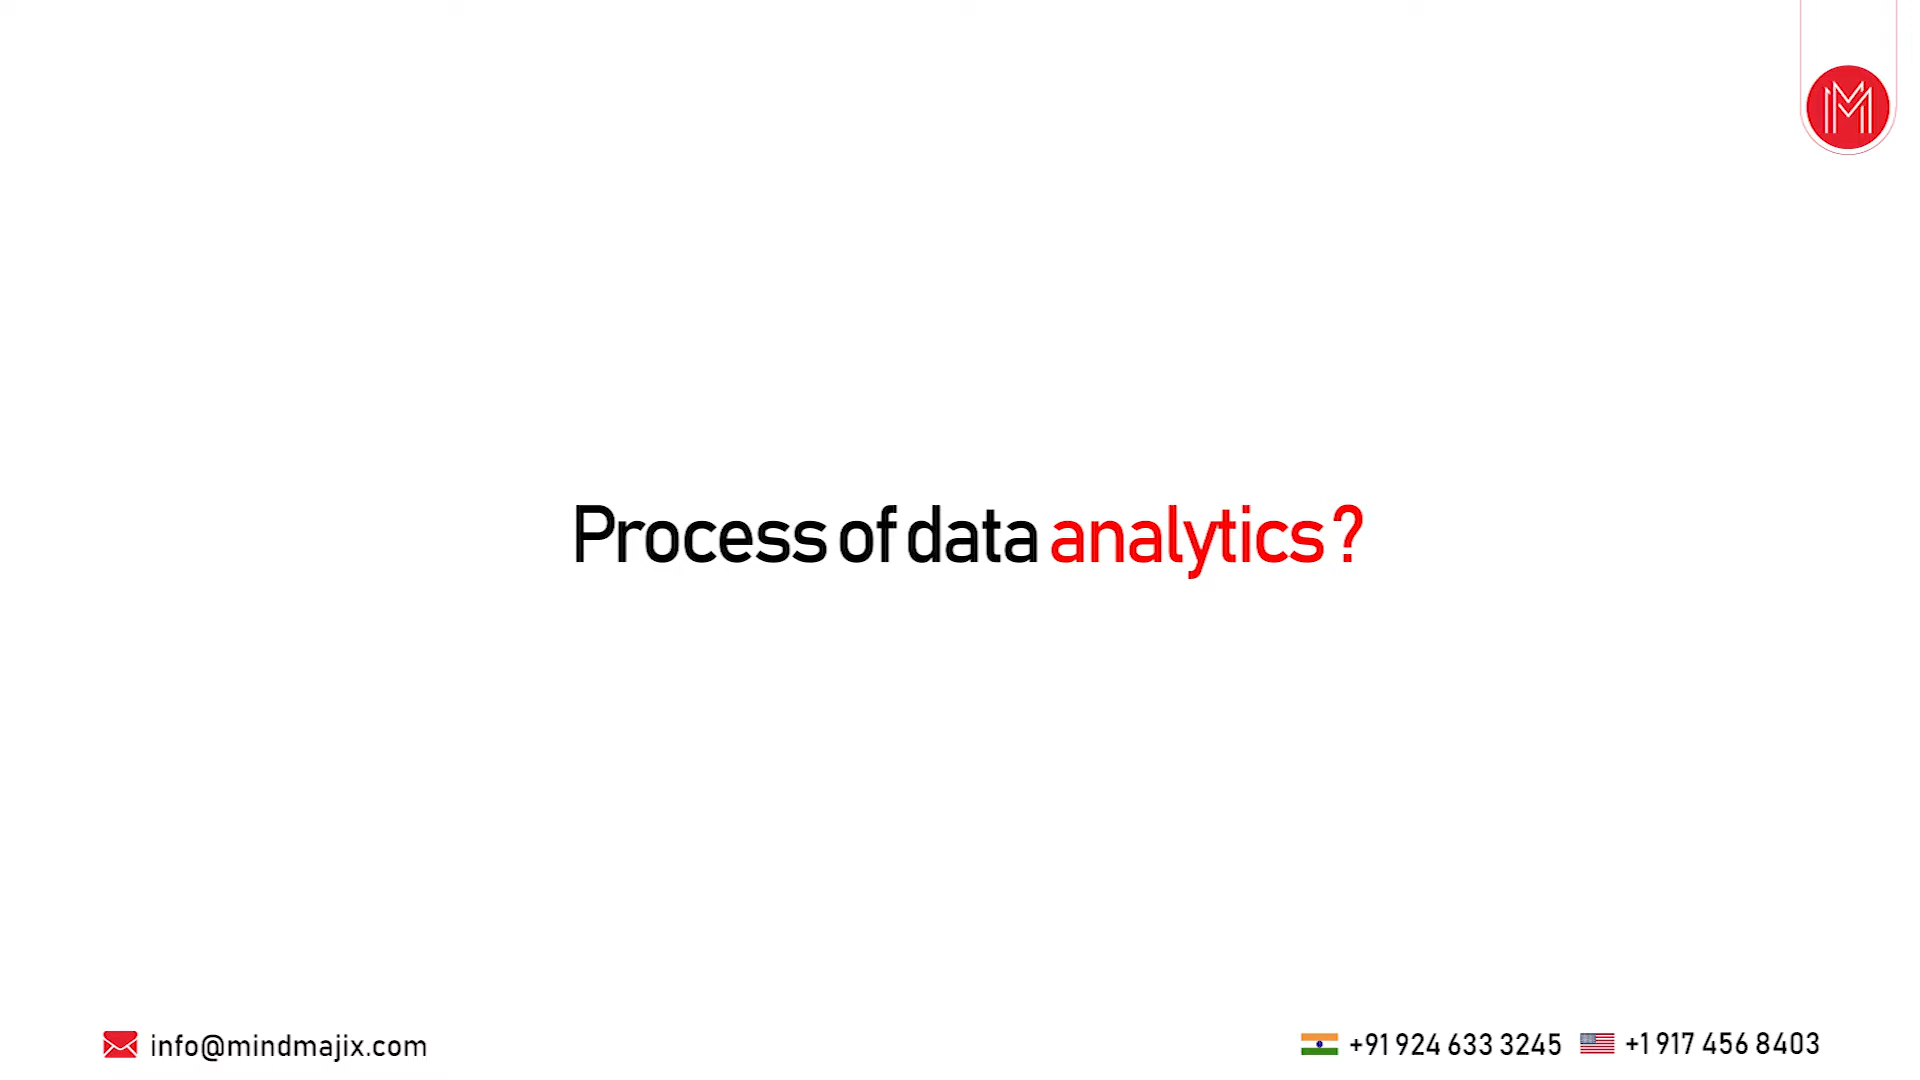 Process of data analytics ?
info@mindmajix.com
+91 924 633 3245
+1 917 456 8403